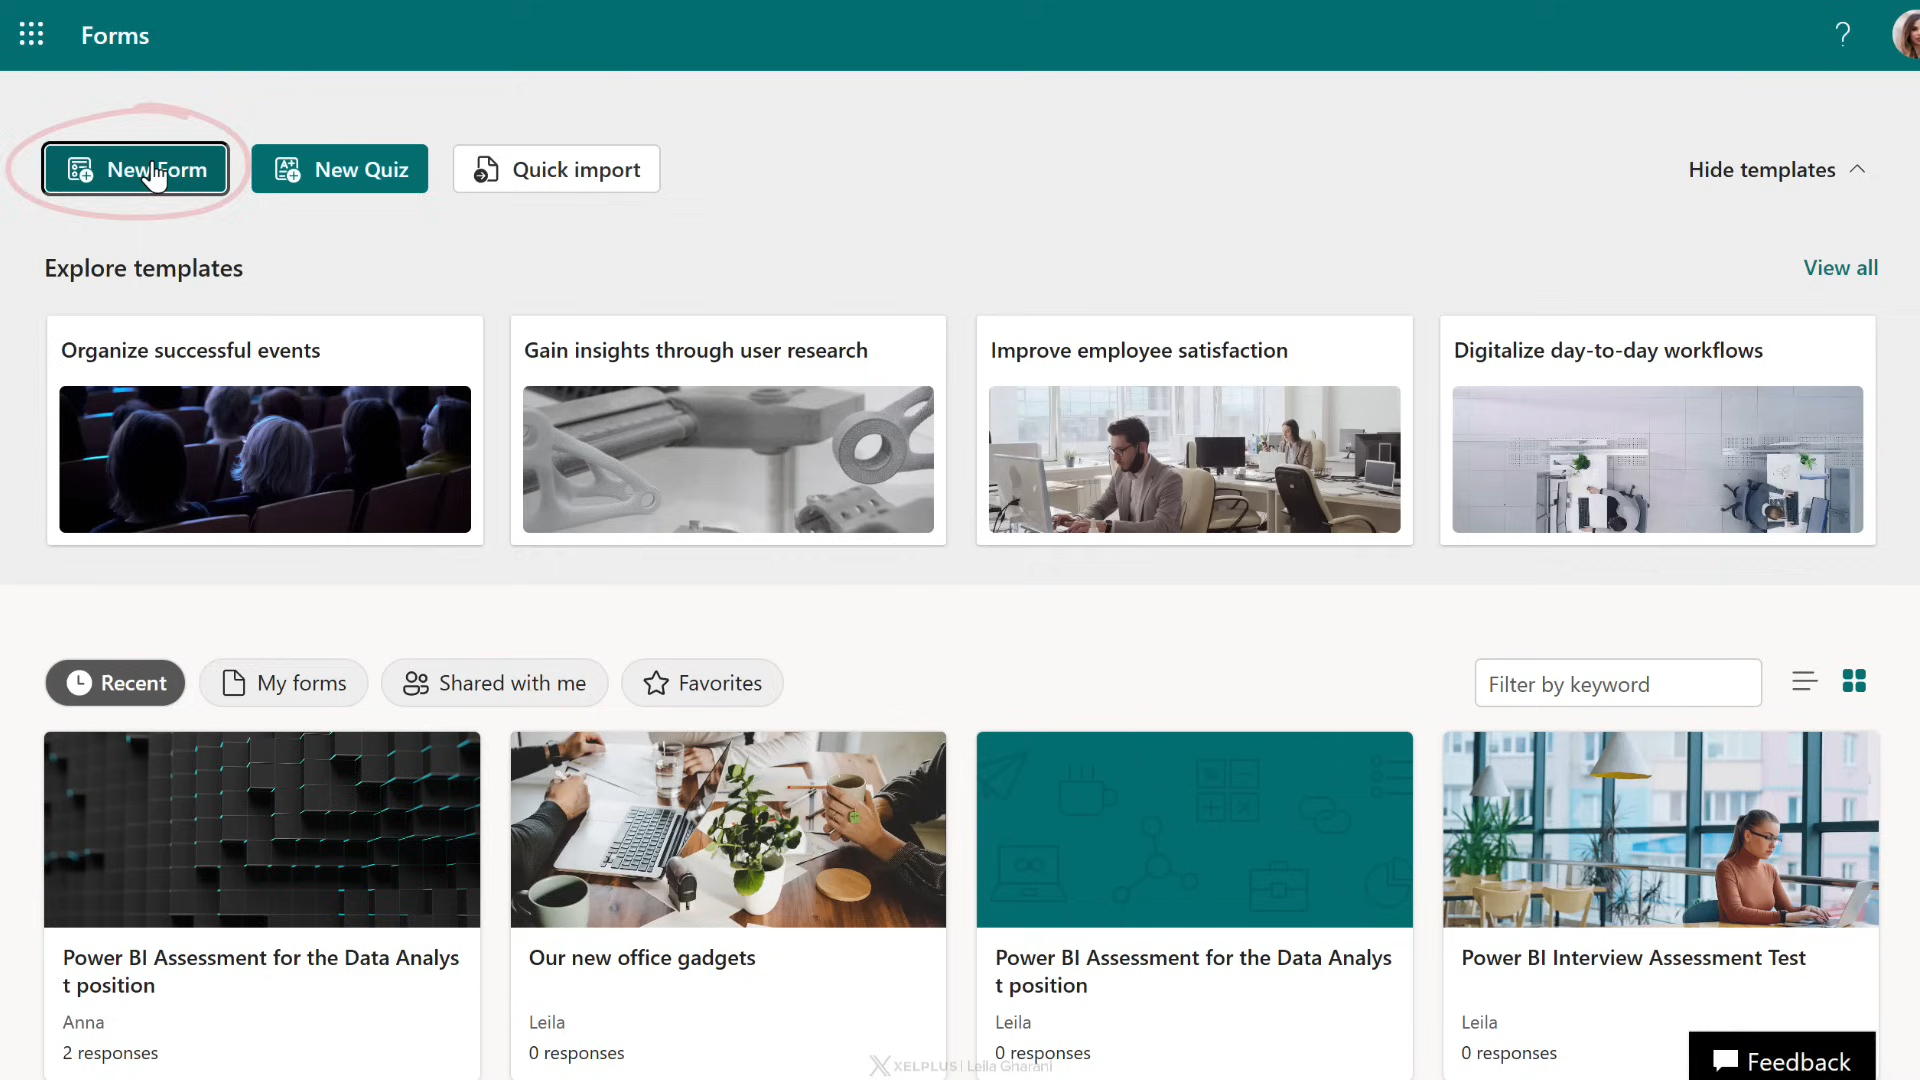 Forms
?
New Form
New Quiz
Quick import
Hide templates
Explore templates
View all
Organize successful events
Gain insights through user research
Improve employee satisfaction
Digitalize day-to-day workflows
Recent
My forms
Shared with me
Favorites
Filter by keyword
Power BI Assessment for the Data Analys
t position
Anna
2 responses
Our new office gadgets
Leila
0 responses
Power BI Assessment for the Data Analys
t position
Leila
0 responses
Power BI Interview Assessment Test
Leila
0 responses
XELPLUS | Leila Gharani
Feedback